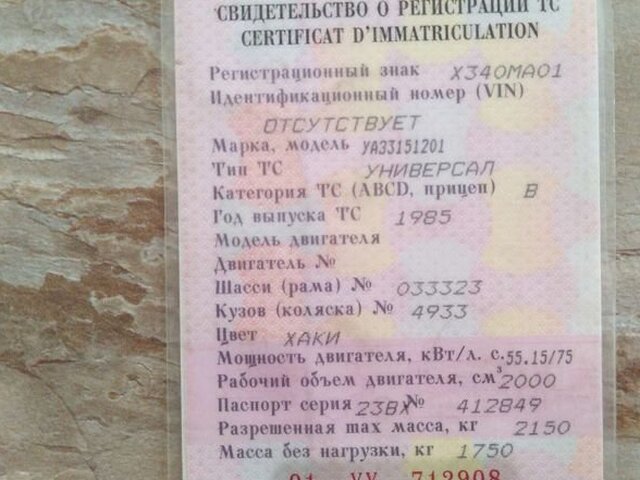 СВИДЕТЕЛЬСТВО О РЕГИСТРАЦИИ ТС
CERTIFICAT D'IMMATRICULATION
Регистрационный знак Х340МА01
Идентификационный номер (VIN)
ОТСУТСТВУЕТ
Марка, модель УАЗ3151201
Тип ТС УНИВЕРСАЛ
Категория ТС (ABCD, прицеп) В
Год выпуска ТС 1985
Модель двигателя
Двигатель №
Шасси (рама) № 033323
Кузов (коляска) № 4933
Цвет ХАКИ
Мощность двигателя, кВт/л. с. 55.15/75
Рабочий объем двигателя, см³ 2000
Паспорт серия 23ВХ № 412849
Разрешенная max масса, кг 2150
Масса без нагрузки, кг 1750
01 УУ 712908